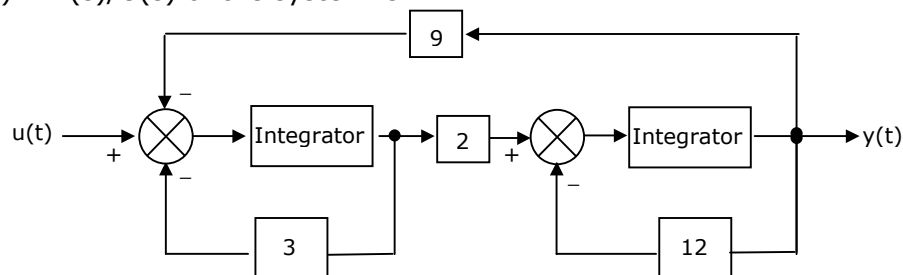 9
−
u(t)
Integrator
2
Integrator
y(t)
+
−
+
−
3
12